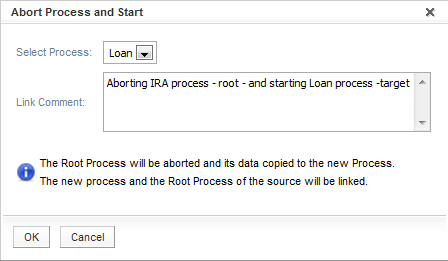 Abort Process and Start
Select Process: Loan
Aborting IRA process - root - and starting Loan process -target
Link Comment:
The Root Process will be aborted and its data copied to the new Process.
The new process and the Root Process of the source will be linked.
OK Cancel